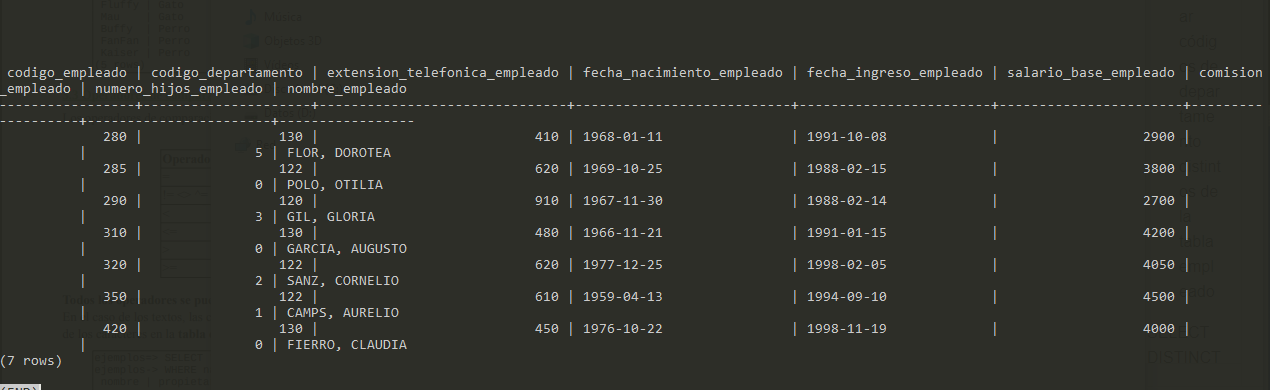 codigo_empleado | codigo_departamento | extension_telefonica_empleado | fecha_nacimiento_empleado | fecha_ingreso_empleado | salario_base_empleado | comision
_empleado | numero_hijos_empleado | nombre_empleado
-----------------+---------------------+-------------------------------+---------------------------+------------------------+-----------------------+---------
----------+-----------------------+-----------------
280 | 130 | 410 | 1968-01-11 | 1991-10-08 | 2900 |
| 5 | FLOR, DOROTEA
285 | 122 | 620 | 1969-10-25 | 1988-02-15 | 3800 |
| 0 | POLO, OTILIA
290 | 120 | 910 | 1967-11-30 | 1988-02-14 | 2700 |
| 3 | GIL, GLORIA
310 | 130 | 480 | 1966-11-21 | 1991-01-15 | 4200 |
| 0 | GARCIA, AUGUSTO
320 | 122 | 620 | 1977-12-25 | 1998-02-05 | 4050 |
| 2 | SANZ, CORNELIO
350 | 122 | 610 | 1959-04-13 | 1994-09-10 | 4500 |
| 1 | CAMPS, AURELIO
420 | 130 | 450 | 1976-10-22 | 1998-11-19 | 4000 |
| 0 | FIERRO, CLAUDIA
(7 rows)
(END)